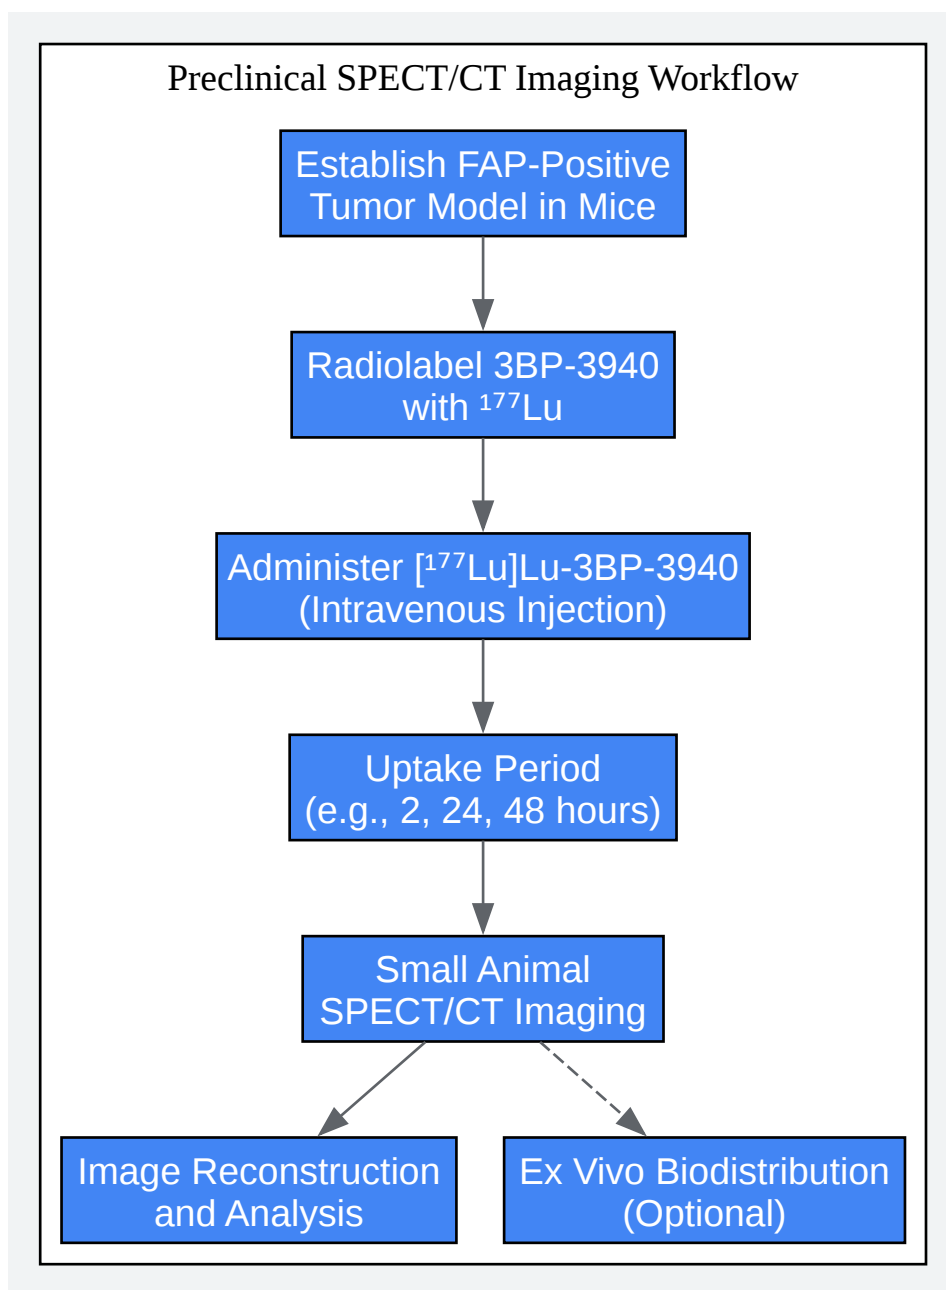 Preclinical SPECT/CT Imaging Workflow
Establish FAP-Positive
Tumor Model in Mice
Radiolabel 3BP-3940
with ¹⁷⁷Lu
Administer [¹⁷⁷Lu]Lu-3BP-3940
(Intravenous Injection)
Uptake Period
(e.g., 2, 24, 48 hours)
Small Animal
SPECT/CT Imaging
Image Reconstruction
and Analysis
Ex Vivo Biodistribution
(Optional)